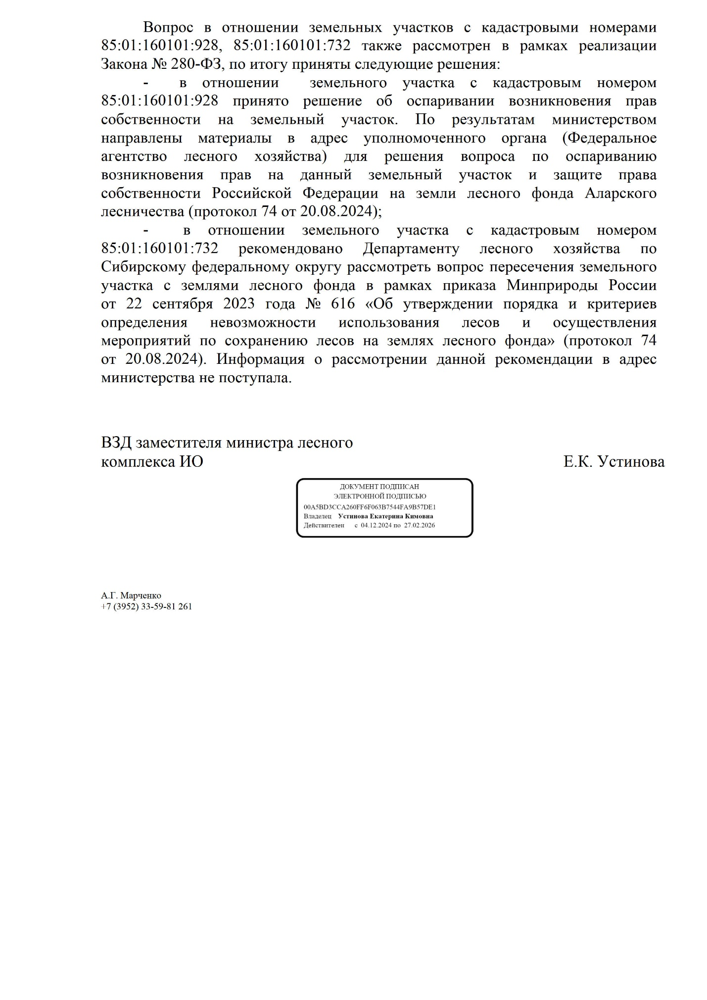 Вопрос в отношении земельных участков с кадастровыми номерами
85:01:160101:928, 85:01:160101:732 также рассмотрен в рамках реализации
Закона № 280-ФЗ, по итогу приняты следующие решения:
- в отношении земельного участка с кадастровым номером
85:01:160101:928 принято решение об оспаривании возникновения прав
собственности на земельный участок. По результатам министерством
направлены материалы в адрес уполномоченного органа (Федеральное
агентство лесного хозяйства) для решения вопроса по оспариванию
возникновения прав на данный земельный участок и защите права
собственности Российской Федерации на земли лесного фонда Аларского
лесничества (протокол 74 от 20.08.2024);
- в отношении земельного участка с кадастровым номером
85:01:160101:732 рекомендовано Департаменту лесного хозяйства по
Сибирскому федеральному округу рассмотреть вопрос пересечения земельного
участка с землями лесного фонда в рамках приказа Минприроды России
от 22 сентября 2023 года № 616 «Об утверждении порядка и критериев
определения невозможности использования лесов и осуществления
мероприятий по сохранению лесов на землях лесного фонда» (протокол 74
от 20.08.2024). Информация о рассмотрении данной рекомендации в адрес
министерства не поступала.
ВЗД заместителя министра лесного
комплекса ИО Е.К. Устинова
ДОКУМЕНТ ПОДПИСАН
ЭЛЕКТРОННОЙ ПОДПИСЬЮ
00A5BD3CCA260FF6F063B7544FA9B57DE1
Владелец Устинова Екатерина Кимовна
Действителен с 04.12.2024 по 27.02.2026
А.Г. Марченко
+7 (3952) 33-59-81 261